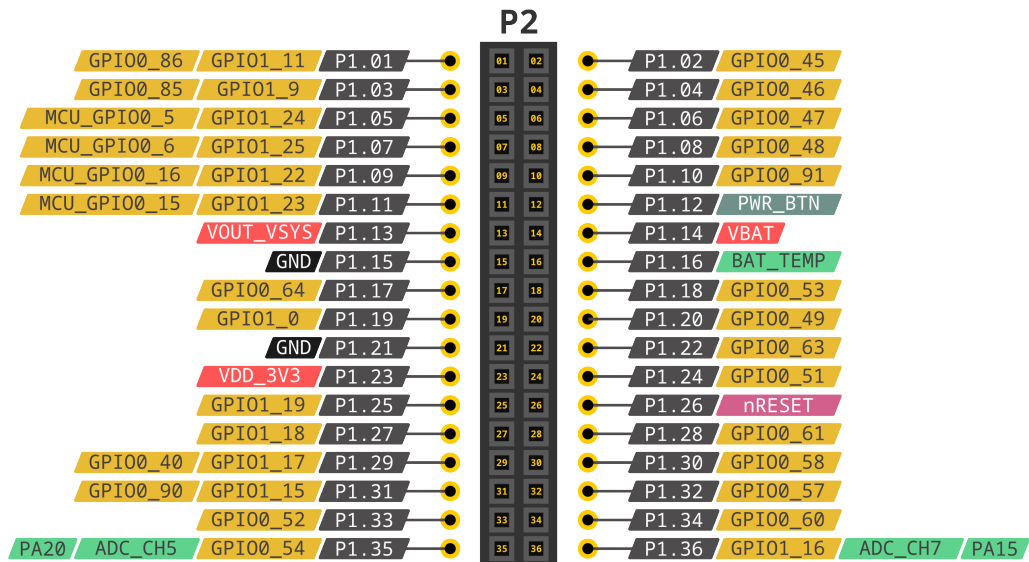 P2
GPIO0_86 GPIO1_11 P1.01 01 02 P1.02 GPIO0_45
GPIO0_85 GPIO1_9 P1.03 03 04 P1.04 GPIO0_46
MCU_GPIO0_5 GPIO1_24 P1.05 05 06 P1.06 GPIO0_47
MCU_GPIO0_6 GPIO1_25 P1.07 07 08 P1.08 GPIO0_48
MCU_GPIO0_16 GPIO1_22 P1.09 09 10 P1.10 GPIO0_91
MCU_GPIO0_15 GPIO1_23 P1.11 11 12 P1.12 PWR_BTN
VOUT_VSYS P1.13 13 14 P1.14 VBAT
GND P1.15 15 16 P1.16 BAT_TEMP
GPIO0_64 P1.17 17 18 P1.18 GPIO0_53
GPIO1_0 P1.19 19 20 P1.20 GPIO0_49
GND P1.21 21 22 P1.22 GPIO0_63
VDD_3V3 P1.23 23 24 P1.24 GPIO0_51
GPIO1_19 P1.25 25 26 P1.26 nRESET
GPIO1_18 P1.27 27 28 P1.28 GPIO0_61
GPIO0_40 GPIO1_17 P1.29 29 30 P1.30 GPIO0_58
GPIO0_90 GPIO1_15 P1.31 31 32 P1.32 GPIO0_57
GPIO0_52 P1.33 33 34 P1.34 GPIO0_60
PA20 ADC_CH5 GPIO0_54 P1.35 35 36 P1.36 GPIO1_16 ADC_CH7 PA15